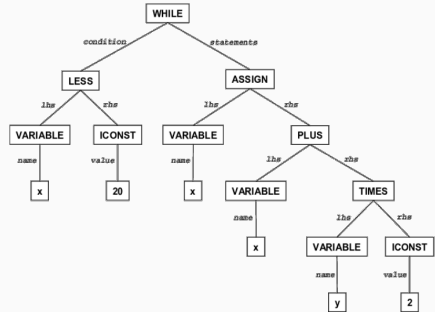 WHILE
condition statements
LESS ASSIGN
lhs rhs lhs rhs
VARIABLE ICONST VARIABLE PLUS
name value name lhs rhs
x 20 x VARIABLE TIMES
name lhs rhs
x VARIABLE ICONST
name value
y 2